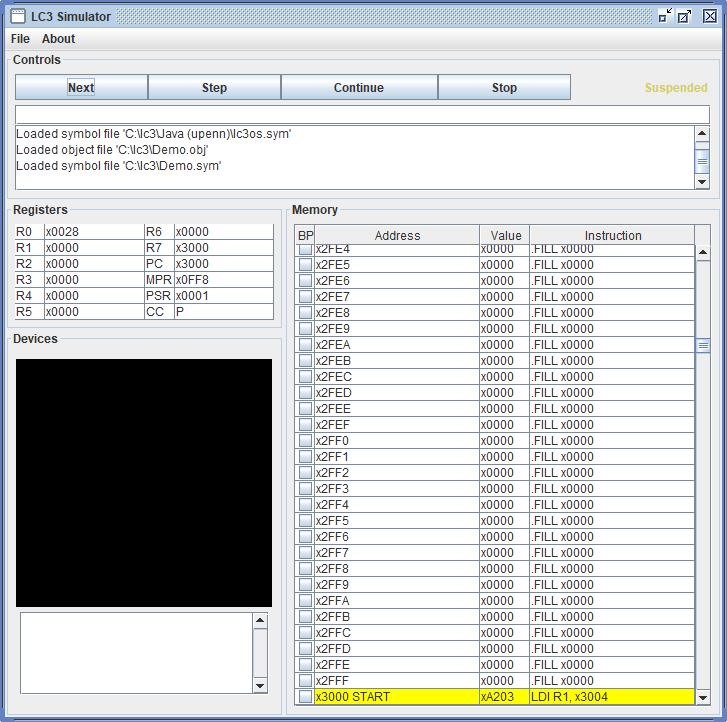 LC3 Simulator
File About
Controls
Next Step Continue Stop Suspended
Loaded symbol file 'C:\lc3\Java (upenn)\lc3os.sym'
Loaded object file 'C:\lc3\Demo.obj'
Loaded symbol file 'C:\lc3\Demo.sym'
Registers
R0 x0028 R6 x0000
R1 x0000 R7 x3000
R2 x0000 PC x3000
R3 x0000 MPR x0FF8
R4 x0000 PSR x0001
R5 x0000 CC P
Devices
Memory
BP Address Value Instruction
x2FE4 x0000 .FILL x0000
x2FE5 x0000 .FILL x0000
x2FE6 x0000 .FILL x0000
x2FE7 x0000 .FILL x0000
x2FE8 x0000 .FILL x0000
x2FE9 x0000 .FILL x0000
x2FEA x0000 .FILL x0000
x2FEB x0000 .FILL x0000
x2FEC x0000 .FILL x0000
x2FED x0000 .FILL x0000
x2FEE x0000 .FILL x0000
x2FEF x0000 .FILL x0000
x2FF0 x0000 .FILL x0000
x2FF1 x0000 .FILL x0000
x2FF2 x0000 .FILL x0000
x2FF3 x0000 .FILL x0000
x2FF4 x0000 .FILL x0000
x2FF5 x0000 .FILL x0000
x2FF6 x0000 .FILL x0000
x2FF7 x0000 .FILL x0000
x2FF8 x0000 .FILL x0000
x2FF9 x0000 .FILL x0000
x2FFA x0000 .FILL x0000
x2FFB x0000 .FILL x0000
x2FFC x0000 .FILL x0000
x2FFD x0000 .FILL x0000
x2FFE x0000 .FILL x0000
x2FFF x0000 .FILL x0000
x3000 START xA203 LDI R1, x3004